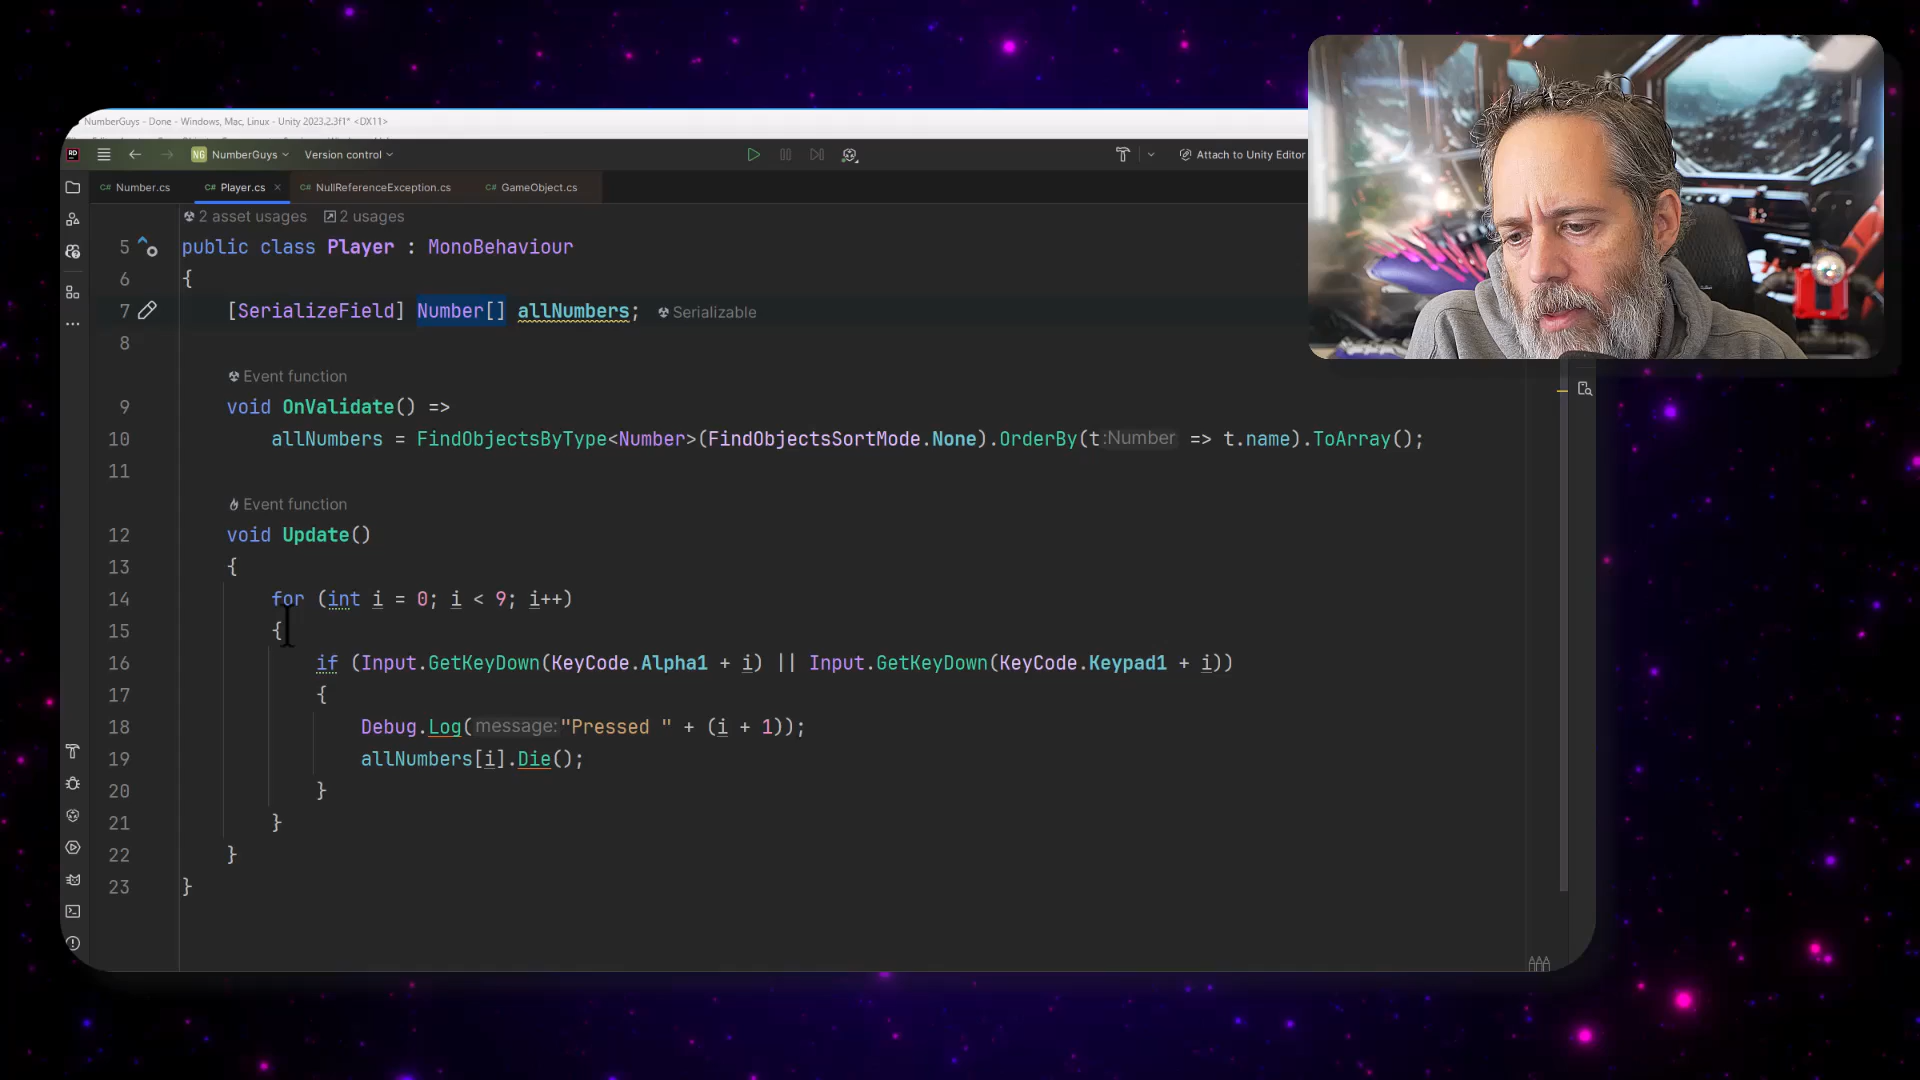 NumberGuys - Done - Windows, Mac, Linux - Unity 2023.2.3f1* <DX11>
RD
NG NumberGuys
Version control
Attach to Unity Editor
C# Number.cs
C# Player.cs
C# NullReferenceException.cs
C# GameObject.cs
2 asset usages 2 usages
5 public class Player : MonoBehaviour
6 {
7 [SerializeField] Number[] allNumbers; Serializable
8
Event function
9 void OnValidate() =>
10 allNumbers = FindObjectsByType<Number>(FindObjectsSortMode.None).OrderBy(t :Number => t.name).ToArray();
11
Event function
12 void Update()
13 {
14 for (int i = 0; i < 9; i++)
15 {
16 if (Input.GetKeyDown(KeyCode.Alpha1 + i) || Input.GetKeyDown(KeyCode.Keypad1 + i))
17 {
18 Debug.Log( message: "Pressed " + (i + 1));
19 allNumbers[i].Die();
20 }
21 }
22 }
23 }